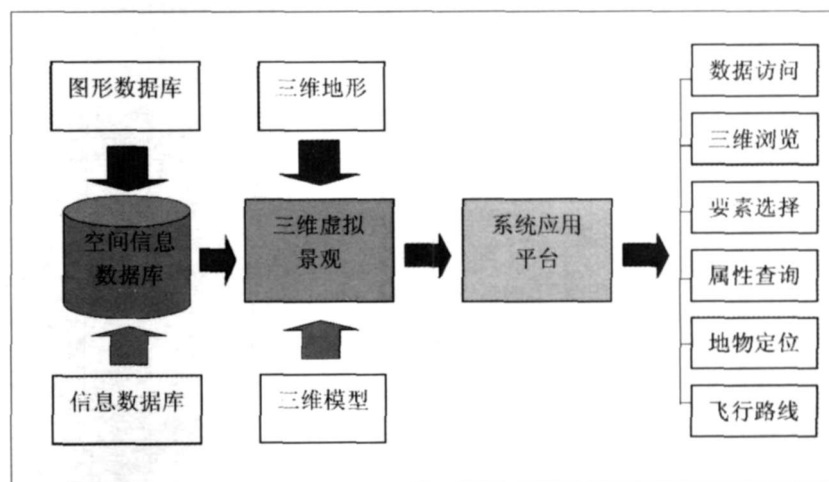 图形数据库
三维地形
空间信息
数据库
三维虚拟
景观
系统应用
平台
信息数据库
三维模型
数据访问
三维浏览
要素选择
属性查询
地物定位
飞行路线